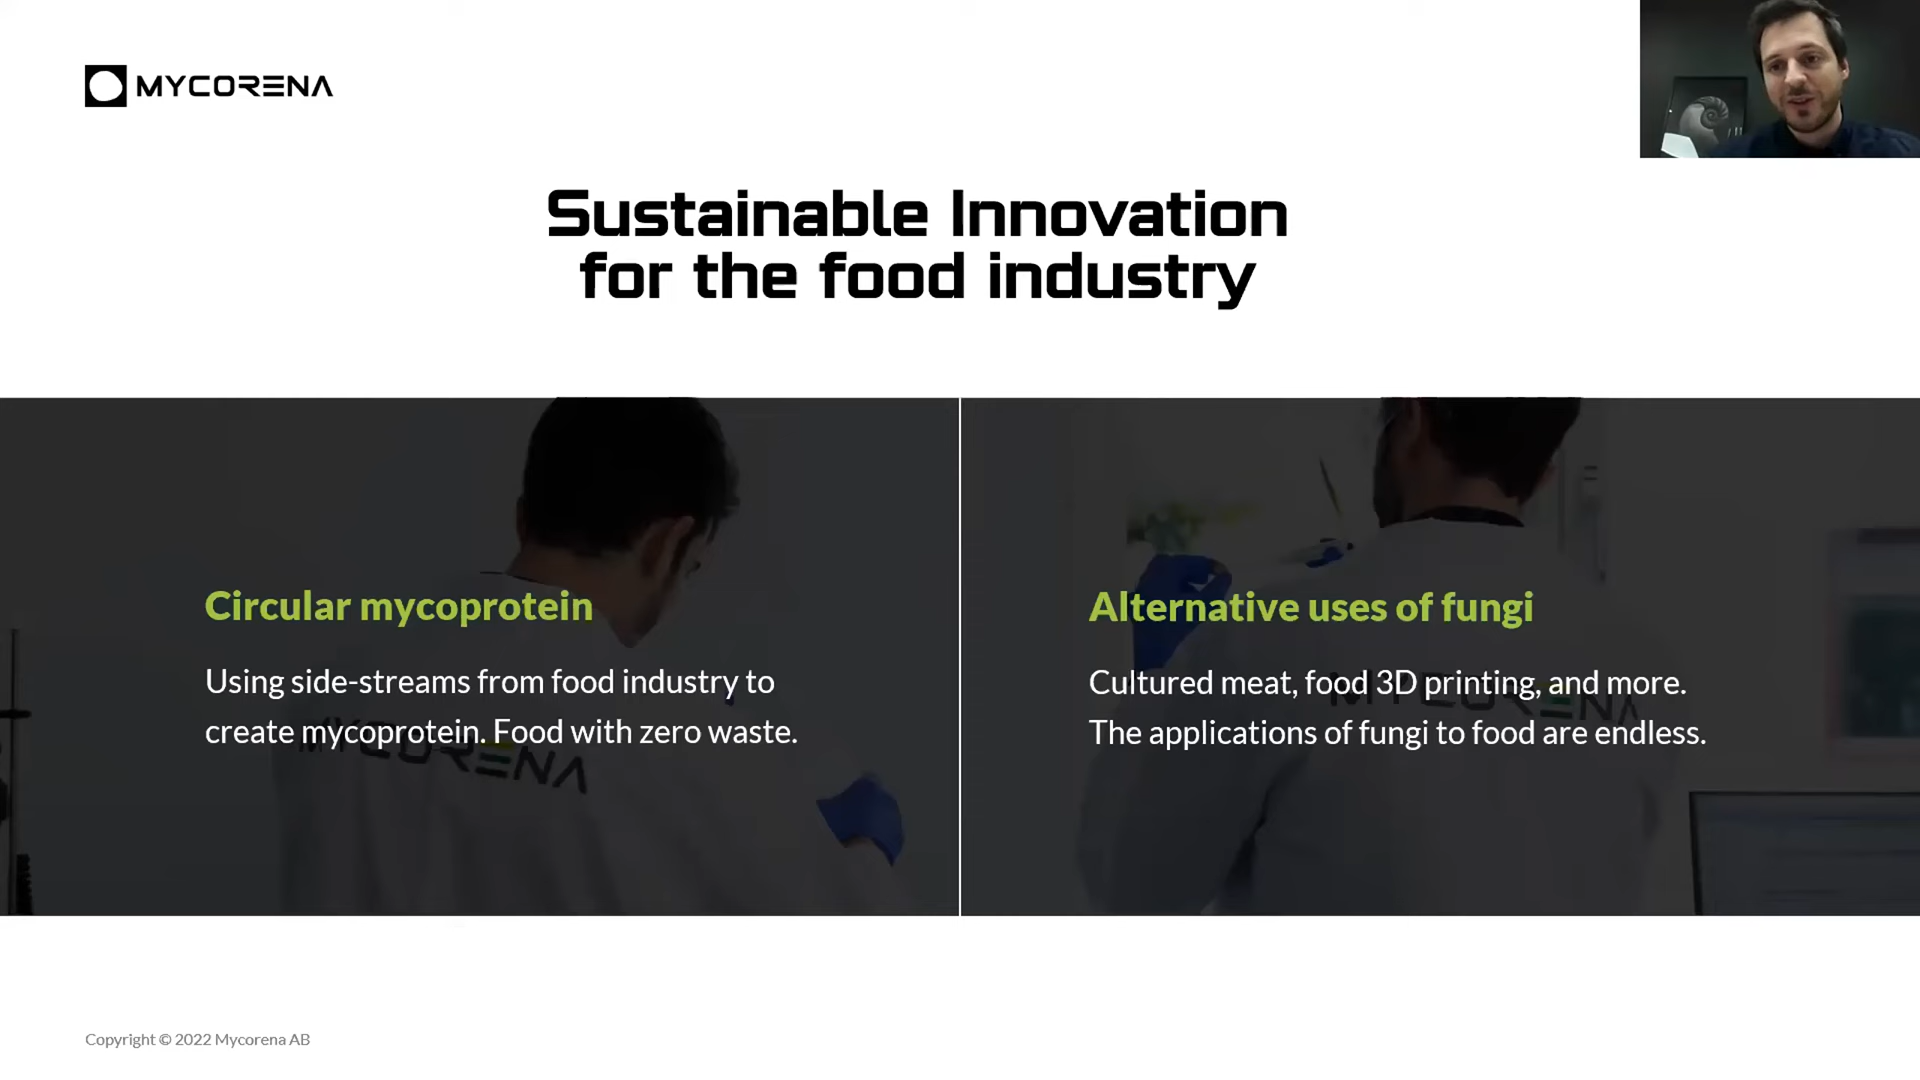 MYCORENA
Sustainable Innovation
for the food industry
Circular mycoprotein
Using side-streams from food industry to
create mycoprotein. Food with zero waste.
MYCORENA
Alternative uses of fungi
Cultured meat, food 3D printing, and more.
The applications of fungi to food are endless.
MYCORENA
Copyright © 2022 Mycorena AB